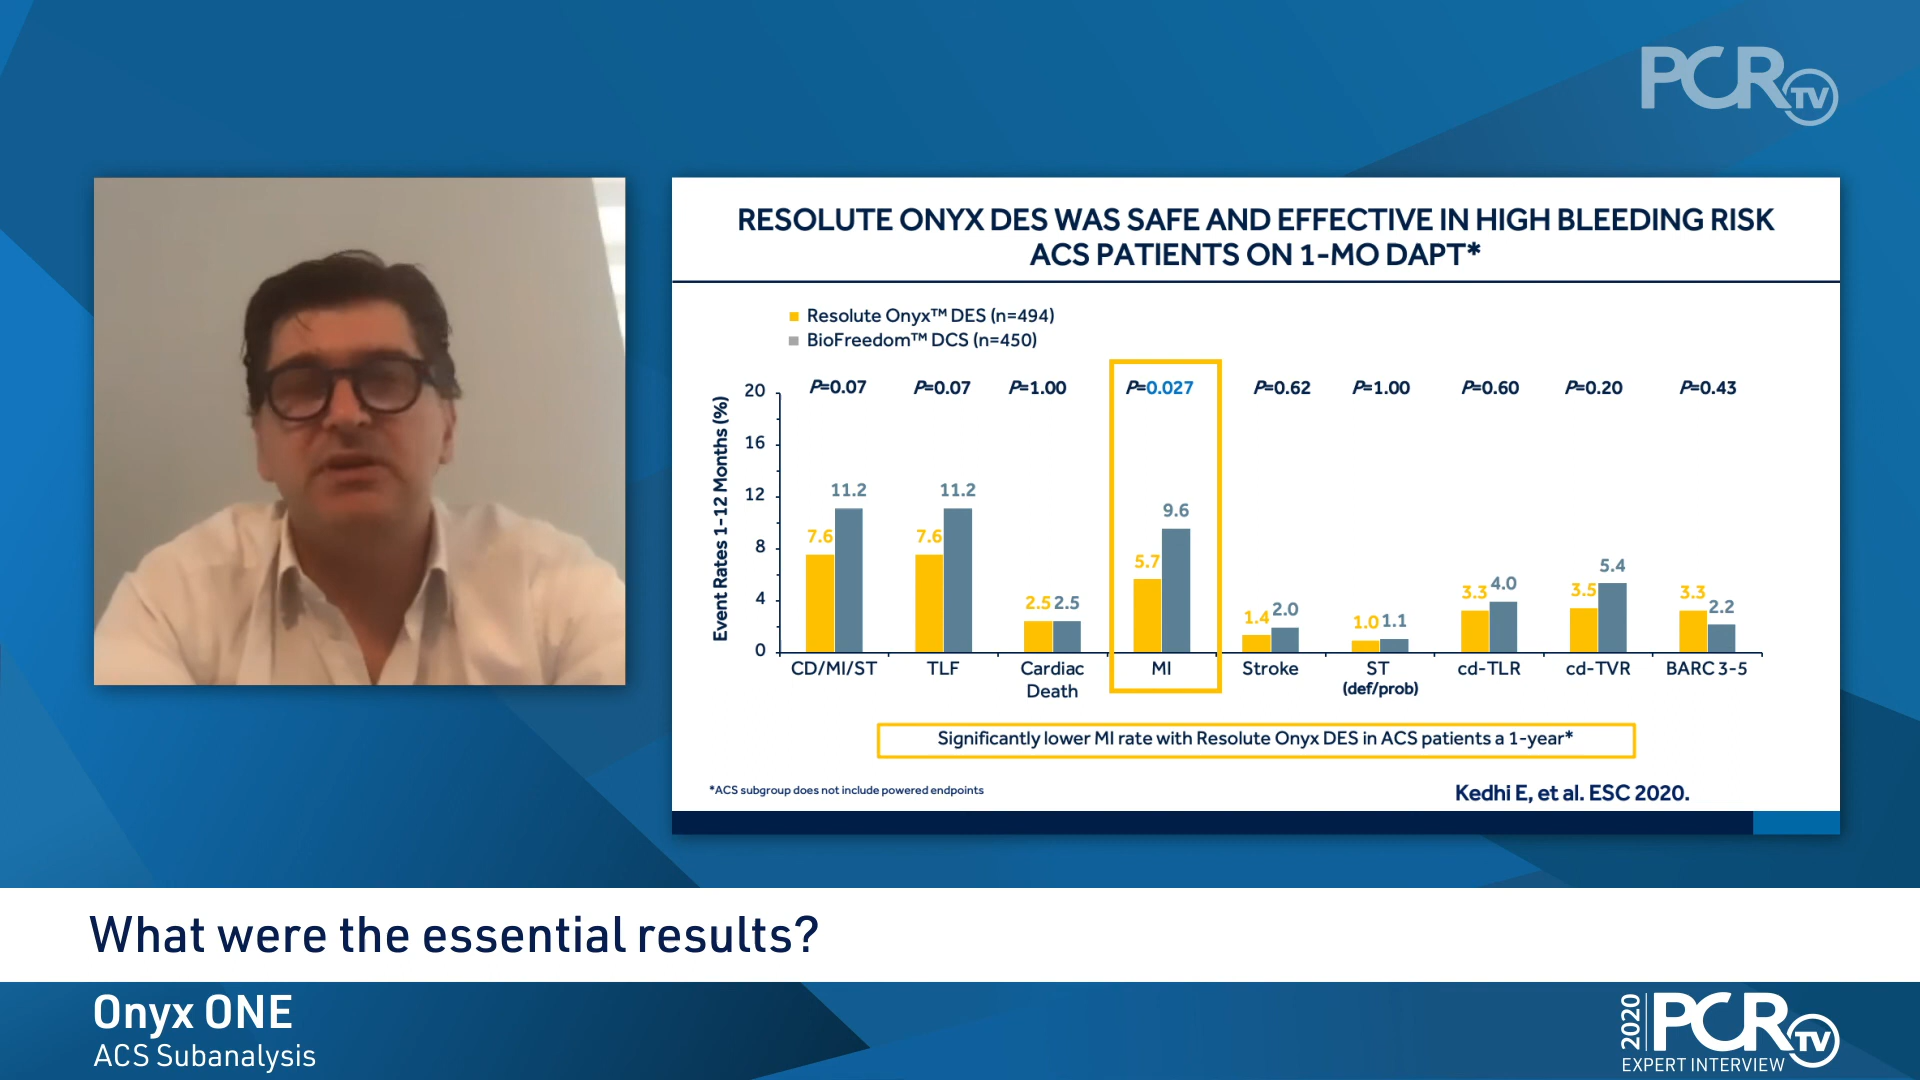 PCR TV
RESOLUTE ONYX DES WAS SAFE AND EFFECTIVE IN HIGH BLEEDING RISK
ACS PATIENTS ON 1-MO DAPT*
Resolute Onyx™ DES (n=494)
BioFreedom™ DCS (n=450)
P=0.07 P=0.07 P=1.00 P=0.027 P=0.62 P=1.00 P=0.60 P=0.20 P=0.43
Event Rates 1-12 Months (%)
20
16
12
8
4
0
7.6 11.2
7.6 11.2
2.5 2.5
5.7 9.6
1.4 2.0
1.0 1.1
3.3 4.0
3.5 5.4
3.3 2.2
CD/MI/ST
TLF
Cardiac
Death
MI
Stroke
ST
(def/prob)
cd-TLR
cd-TVR
BARC 3-5
Significantly lower MI rate with Resolute Onyx DES in ACS patients a 1-year*
*ACS subgroup does not include powered endpoints
Kedhi E, et al. ESC 2020.
What were the essential results?
Onyx ONE
ACS Subanalysis
2020 PCR TV
EXPERT INTERVIEW